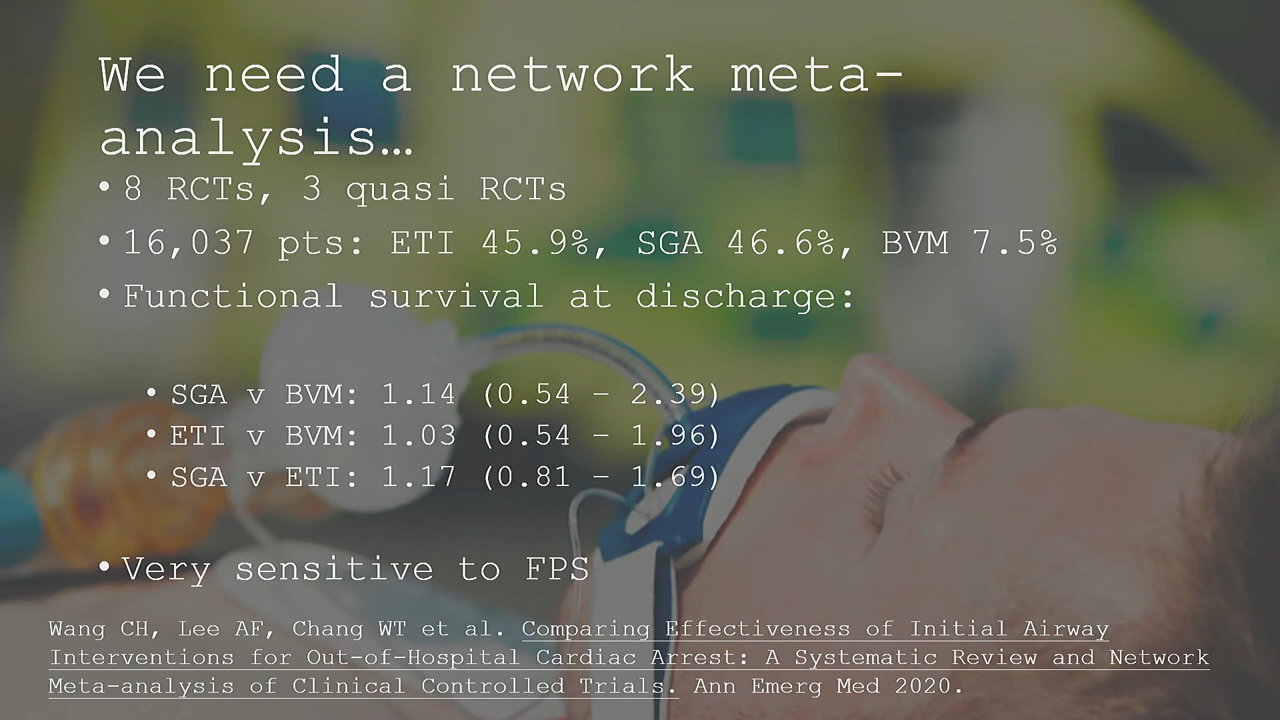 We need a network meta-
analysis…
• 8 RCTs, 3 quasi RCTs
• 16,037 pts: ETI 45.9%, SGA 46.6%, BVM 7.5%
• Functional survival at discharge:
• SGA v BVM: 1.14 (0.54 – 2.39)
• ETI v BVM: 1.03 (0.54 – 1.96)
• SGA v ETI: 1.17 (0.81 – 1.69)
• Very sensitive to FPS
Wang CH, Lee AF, Chang WT et al. Comparing Effectiveness of Initial Airway
Interventions for Out-of-Hospital Cardiac Arrest: A Systematic Review and Network
Meta-analysis of Clinical Controlled Trials. Ann Emerg Med 2020.